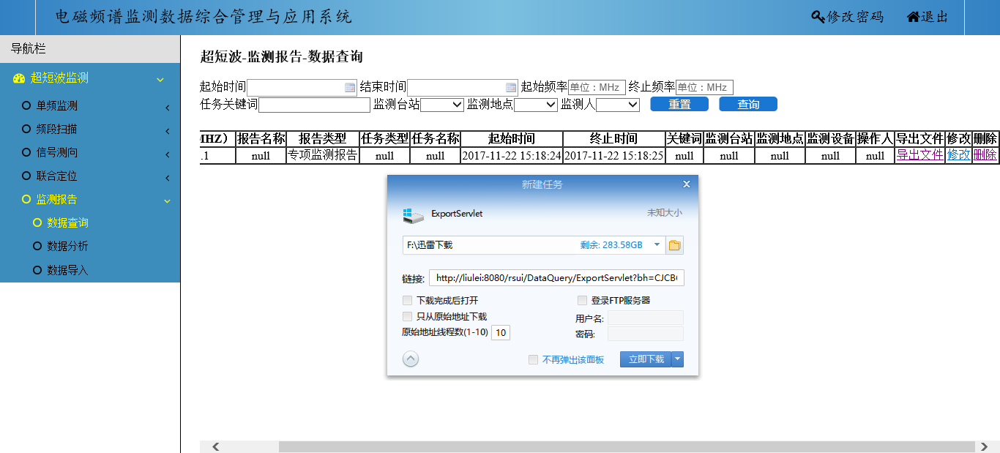 电磁频谱监测数据综合管理与应用系统 修改密码 退出
导航栏
超短波监测
单频监测
频段扫描
信号测向
联合定位
监测报告
数据查询
数据分析
数据导入
超短波-监测报告-数据查询
起始时间 结束时间 起始频率 单位：MHz 终止频率 单位：MHz
任务关键词 监测台站 监测地点 监测人 重置 查询
MHZ） 报告名称 报告类型 任务类型 任务名称 起始时间 终止时间 关键词 监测台站 监测地点 监测设备 操作人 导出文件 修改 删除
.1 null 专项监测报告 null null 2017-11-22 15:18:24 2017-11-22 15:18:25 null null null null null 导出文件 修改 删除
新建任务
ExportServlet 未知大小
F:\迅雷下载 剩余: 283.58GB
链接: http://liulei:8080/rsui/DataQuery/ExportServlet?bh=CJCB
下载完成后打开 登录FTP服务器
只从原始地址下载 用户名:
原始地址线程数(1-10) 10 密码:
不再弹出该面板 立即下载